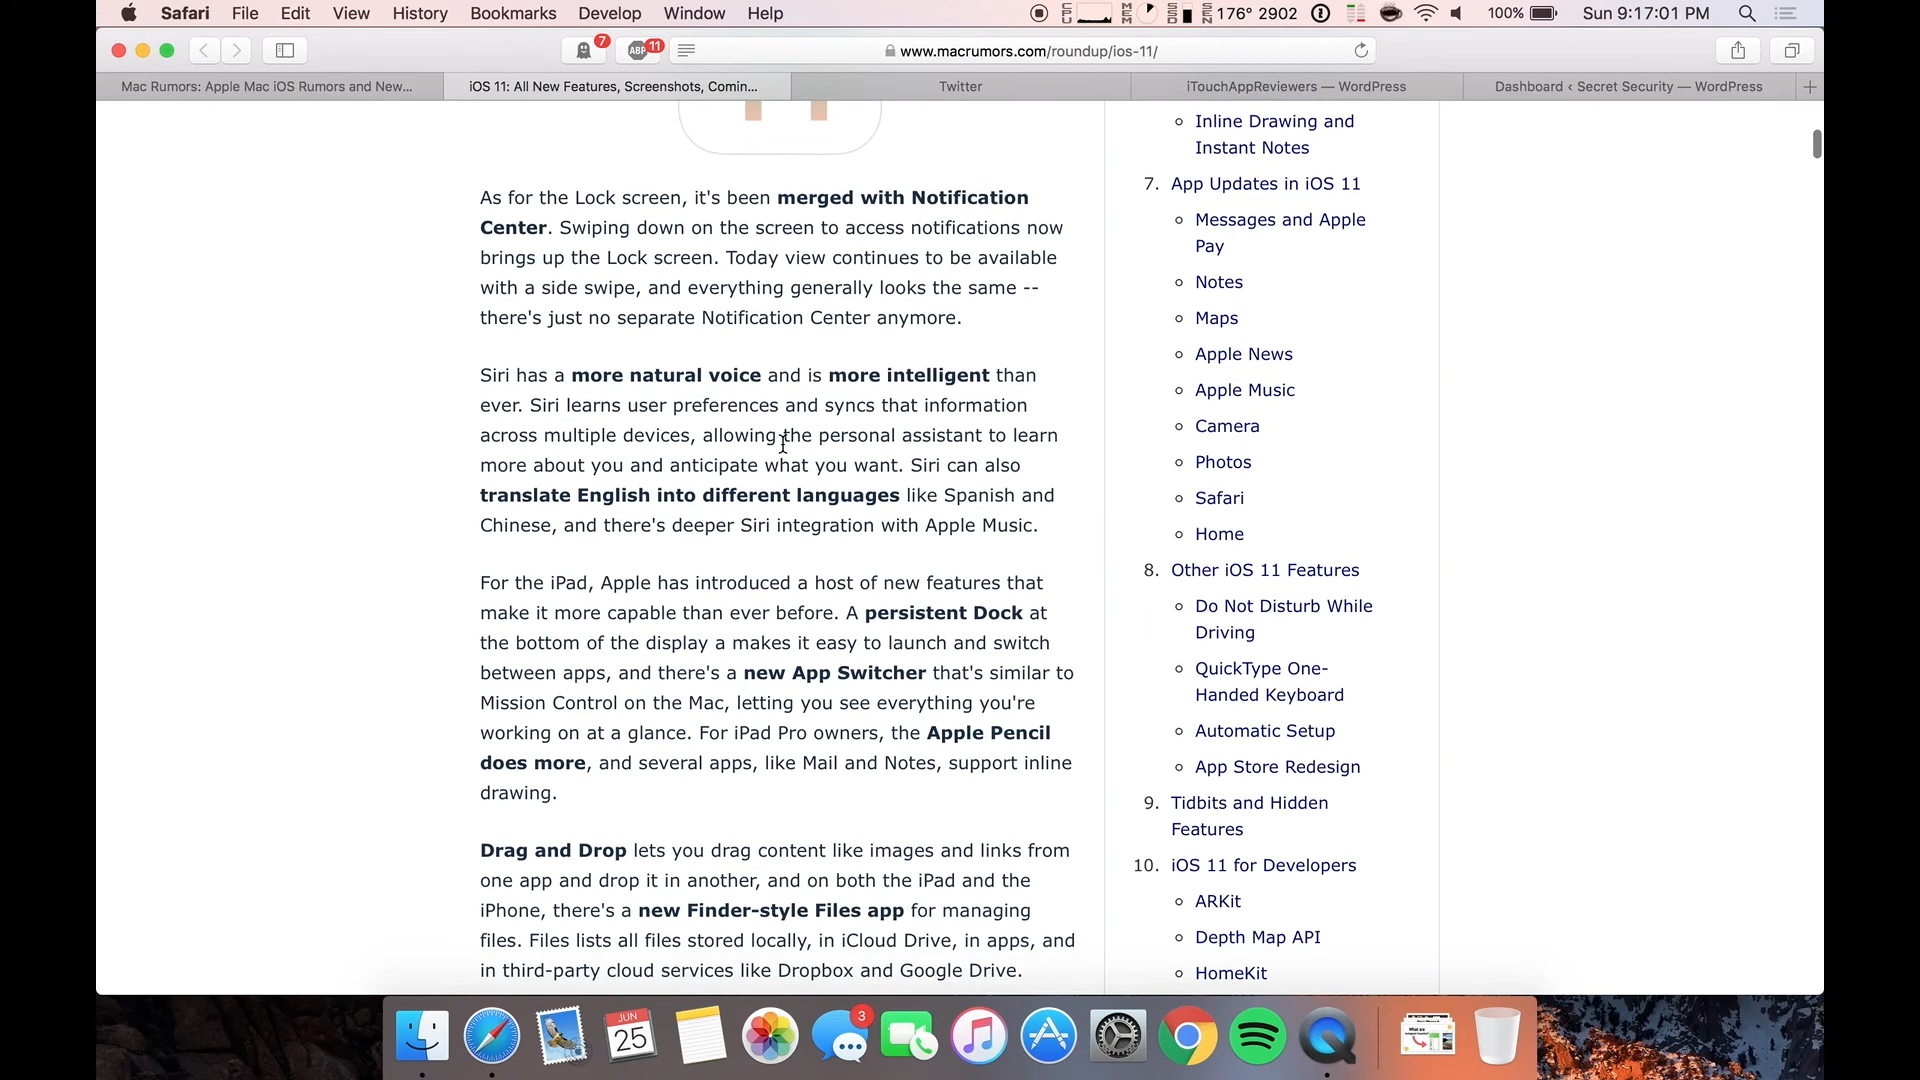 Safari File Edit View History Bookmarks Develop Window Help
CPU MEM SSD SEN 176° 2902 100% Sun 9:17:01 PM
7 ABP 11 www.macrumors.com/roundup/ios-11/
Mac Rumors: Apple Mac iOS Rumors and New...
iOS 11: All New Features, Screenshots, Comin...
Twitter
iTouchAppReviewers — WordPress
Dashboard ‹ Secret Security — WordPress
As for the Lock screen, it's been merged with Notification
Center. Swiping down on the screen to access notifications now
brings up the Lock screen. Today view continues to be available
with a side swipe, and everything generally looks the same --
there's just no separate Notification Center anymore.
Siri has a more natural voice and is more intelligent than
ever. Siri learns user preferences and syncs that information
across multiple devices, allowing the personal assistant to learn
more about you and anticipate what you want. Siri can also
translate English into different languages like Spanish and
Chinese, and there's deeper Siri integration with Apple Music.
For the iPad, Apple has introduced a host of new features that
make it more capable than ever before. A persistent Dock at
the bottom of the display a makes it easy to launch and switch
between apps, and there's a new App Switcher that's similar to
Mission Control on the Mac, letting you see everything you're
working on at a glance. For iPad Pro owners, the Apple Pencil
does more, and several apps, like Mail and Notes, support inline
drawing.
Drag and Drop lets you drag content like images and links from
one app and drop it in another, and on both the iPad and the
iPhone, there's a new Finder-style Files app for managing
files. Files lists all files stored locally, in iCloud Drive, in apps, and
in third-party cloud services like Dropbox and Google Drive.
Inline Drawing and
Instant Notes
7. App Updates in iOS 11
Messages and Apple
Pay
Notes
Maps
Apple News
Apple Music
Camera
Photos
Safari
Home
8. Other iOS 11 Features
Do Not Disturb While
Driving
QuickType One-
Handed Keyboard
Automatic Setup
App Store Redesign
9. Tidbits and Hidden
Features
10. iOS 11 for Developers
ARKit
Depth Map API
HomeKit
JUN
25
3